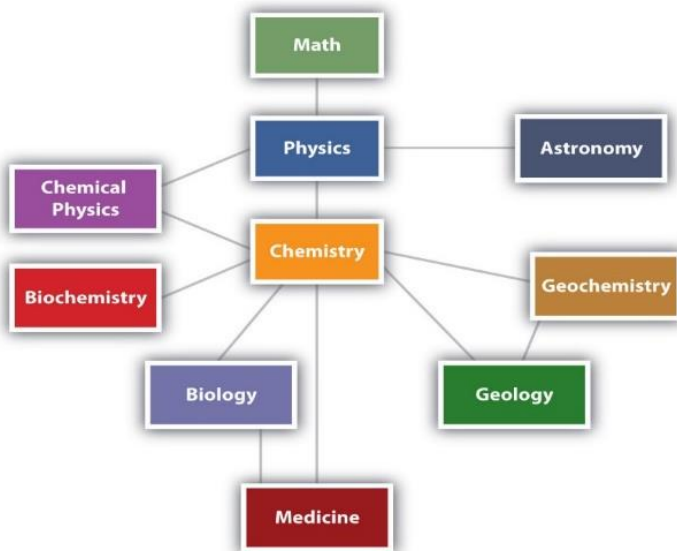 Math
Physics
Astronomy
Chemical
Physics
Chemistry
Biochemistry
Geochemistry
Biology
Geology
Medicine